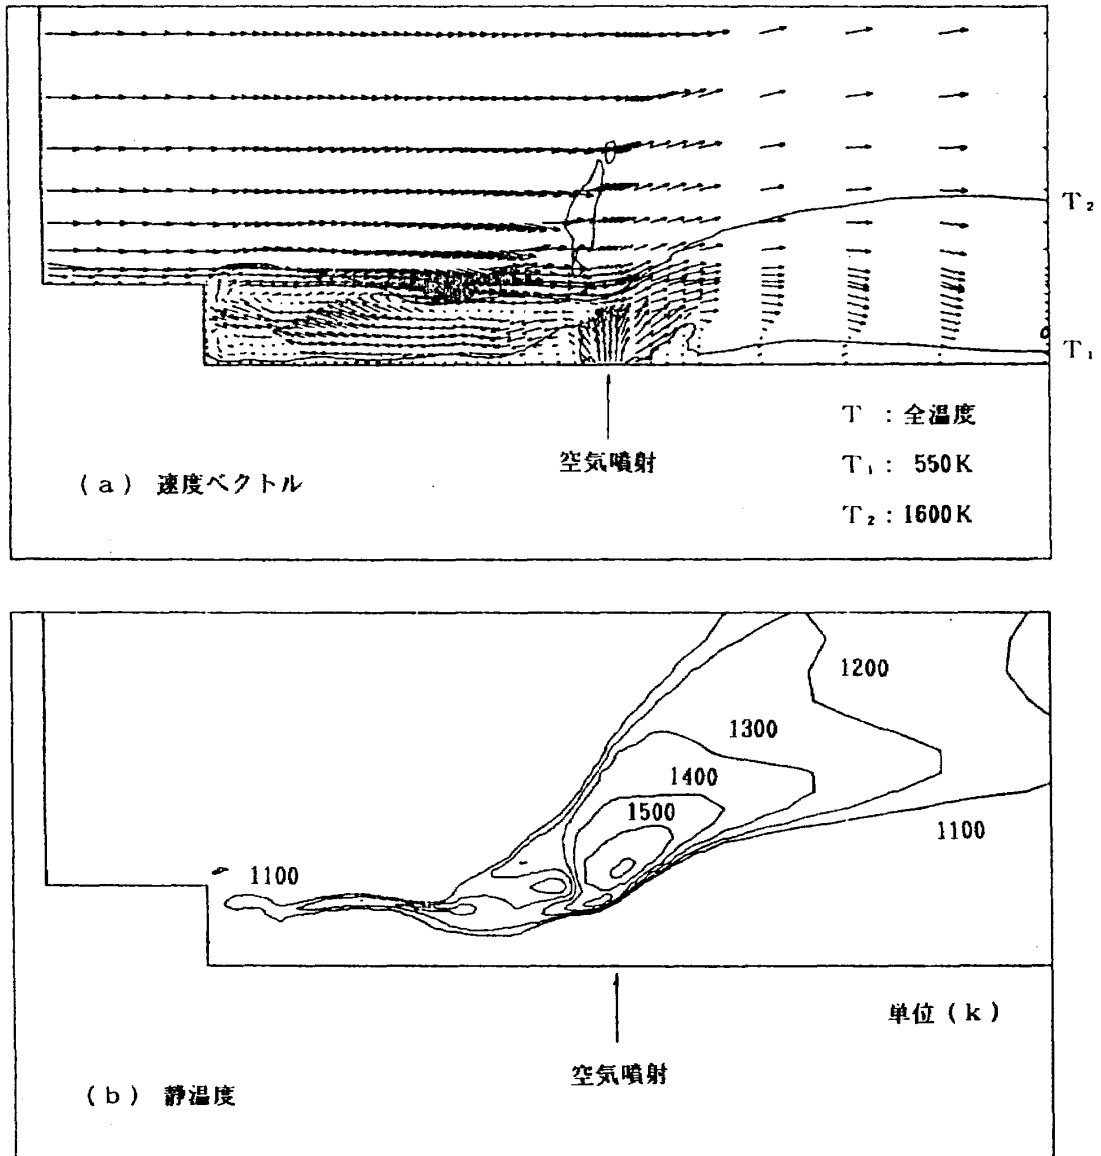 T₂
T₁
T : 全温度
空気噴射
T₁: 550K
(a) 速度ベクトル
T₂: 1600K
1200
1300
1400
1500
1100
1100
単位(k)
空気噴射
(b) 静温度